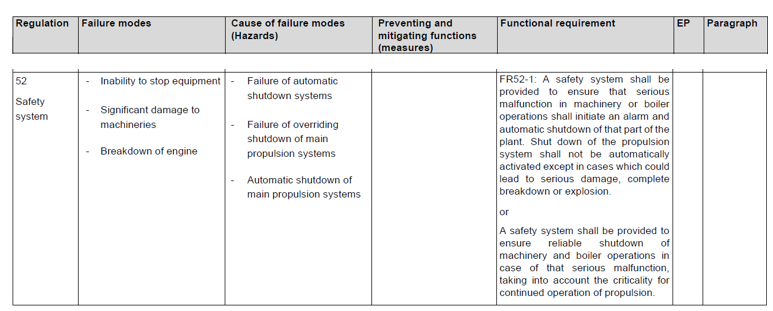 Regulation
Failure modes
Cause of failure modes
(Hazards)
Preventing and
mitigating functions
(measures)
Functional requirement
EP
Paragraph
52
Safety
system
- Inability to stop equipment
- Significant damage to
machineries
- Breakdown of engine
- Failure of automatic
shutdown systems
- Failure of overriding
shutdown of main
propulsion systems
- Automatic shutdown of
main propulsion systems
FR52-1: A safety system shall be
provided to ensure that serious
malfunction in machinery or boiler
operations shall initiate an alarm and
automatic shutdown of that part of the
plant. Shut down of the propulsion
system shall not be automatically
activated except in cases which could
lead to serious damage, complete
breakdown or explosion.
or
A safety system shall be provided to
ensure reliable shutdown of
machinery and boiler operations in
case of that serious malfunction,
taking into account the criticality for
continued operation of propulsion.